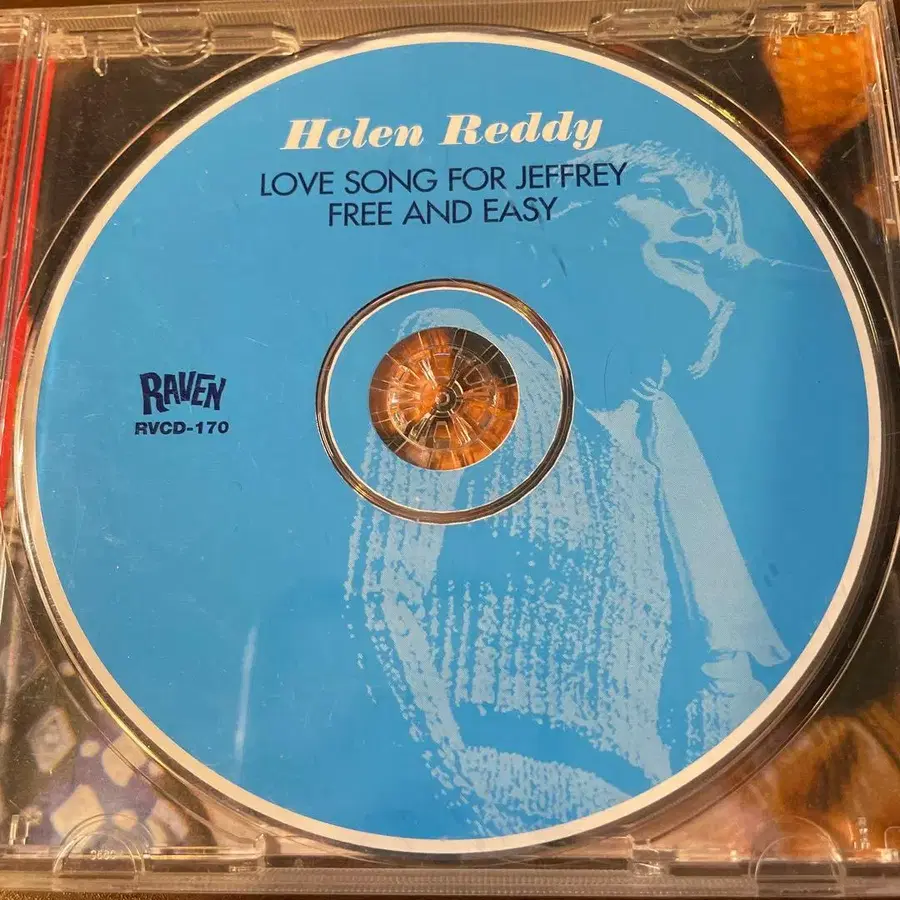 Helen Reddy
LOVE SONG FOR JEFFREY
FREE AND EASY
RAVEN
RVCD-170